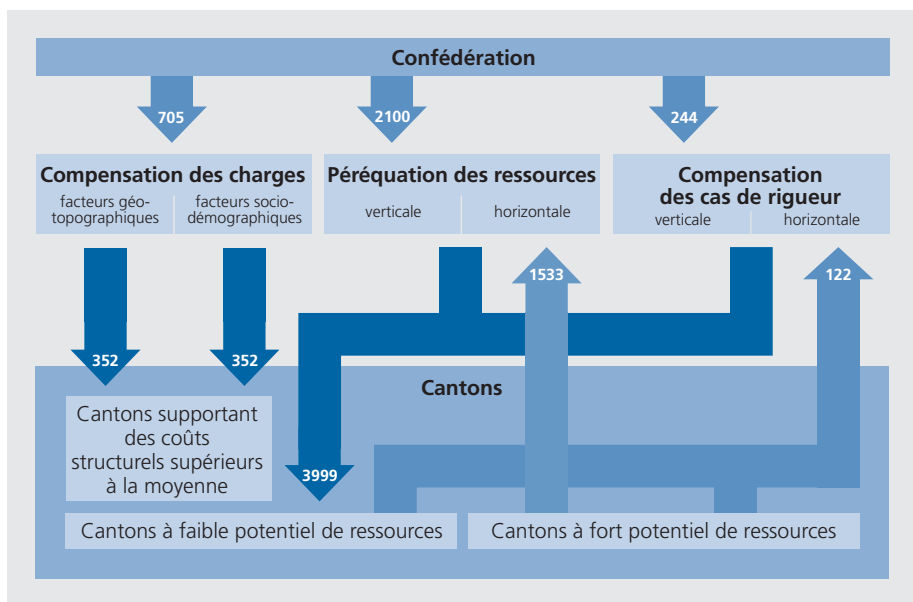 Confédération
705
2100
244
Compensation des charges
facteurs géo-
topographiques
facteurs socio-
démographiques
Péréquation des ressources
verticale
horizontale
Compensation
des cas de rigueur
verticale
horizontale
1533
122
352
352
Cantons
Cantons supportant
des coûts
structurels supérieurs
à la moyenne
3999
Cantons à faible potentiel de ressources
Cantons à fort potentiel de ressources